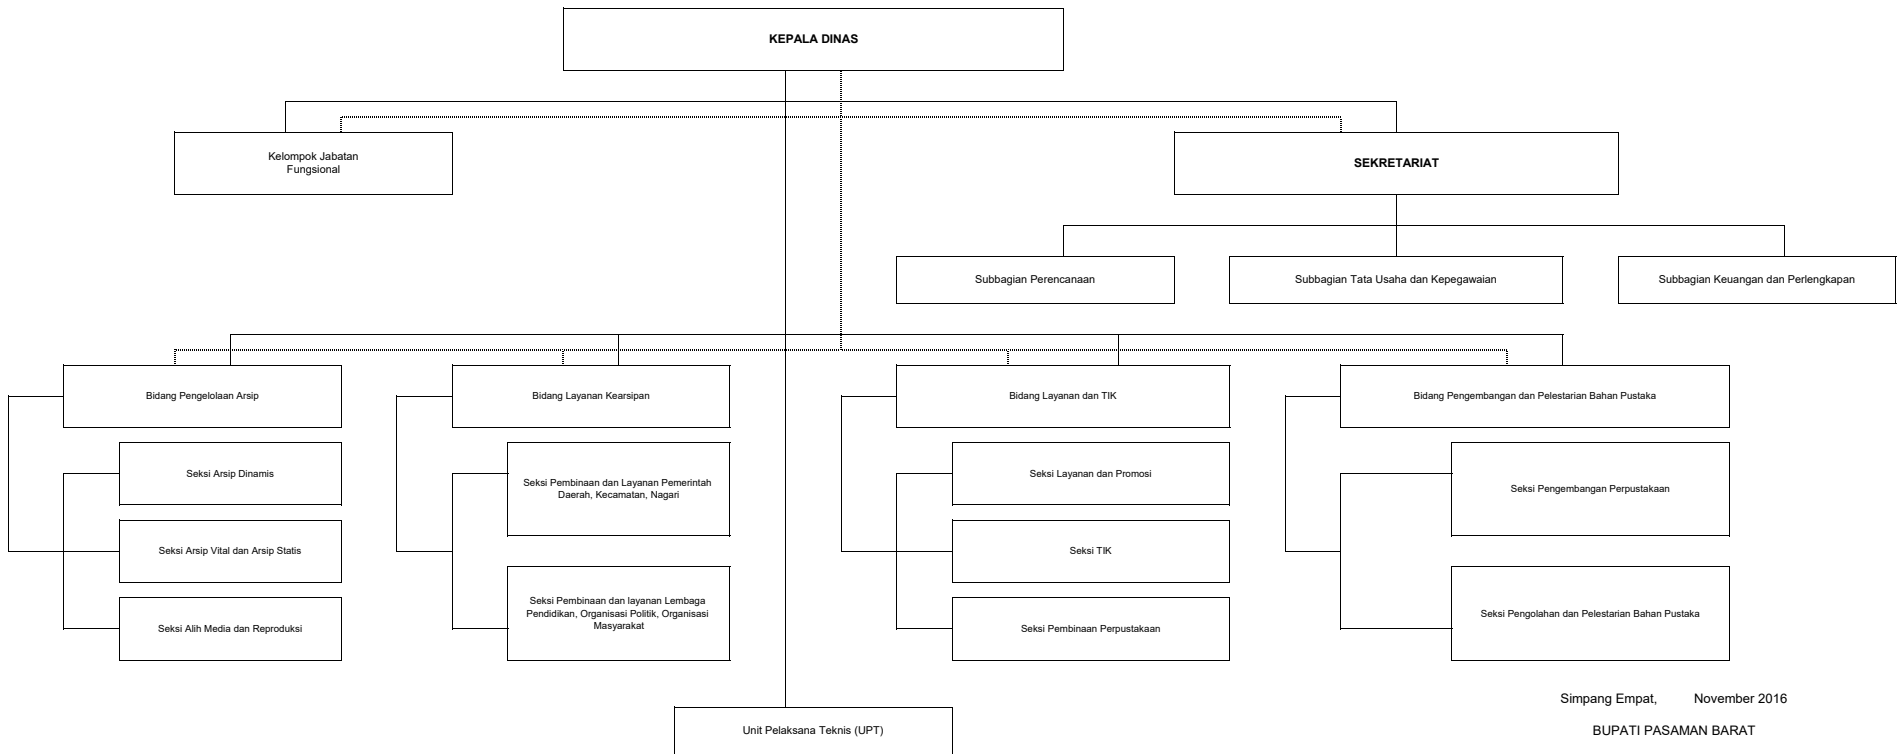 KEPALA DINAS
Kelompok Jabatan
Fungsional
SEKRETARIAT
Subbagian Perencanaan
Subbagian Tata Usaha dan Kepegawaian
Subbagian Keuangan dan Perlengkapan
Bidang Pengelolaan Arsip
Bidang Layanan Kearsipan
Bidang Layanan dan TIK
Bidang Pengembangan dan Pelestarian Bahan Pustaka
Seksi Arsip Dinamis
Seksi Pembinaan dan Layanan Pemerintah
Daerah, Kecamatan, Nagari
Seksi Layanan dan Promosi
Seksi Pengembangan Perpustakaan
Seksi Arsip Vital dan Arsip Statis
Seksi TIK
Seksi Alih Media dan Reproduksi
Seksi Pembinaan dan layanan Lembaga
Pendidikan, Organisasi Politik, Organisasi
Masyarakat
Seksi Pembinaan Perpustakaan
Seksi Pengolahan dan Pelestarian Bahan Pustaka
Simpang Empat, November 2016
Unit Pelaksana Teknis (UPT)
BUPATI PASAMAN BARAT